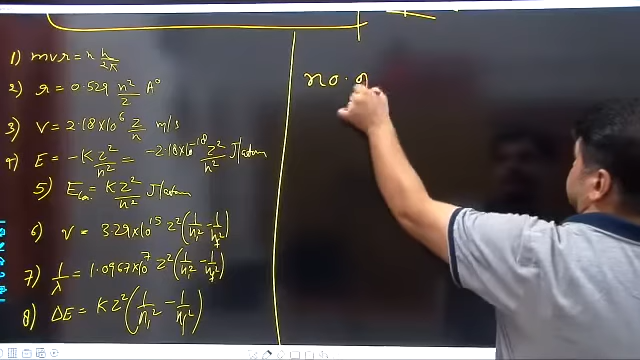 1) mvr = n h/2π
2) r = 0.529 n²/z A°
3) V = 2.18×10⁶ z/n m/s
4) E = -K z²/n² = -2.18×10⁻¹⁸ z²/n² J/atom
5) E = K z²/n² J/atom
6) ν = 3.29×10¹⁵ z² (1/n₁² - 1/n₂²)
7) 1/λ = 1.0967×10⁷ z² (1/n₁² - 1/n₂²)
8) ΔE = K z² (1/n₁² - 1/n₂²)
no.